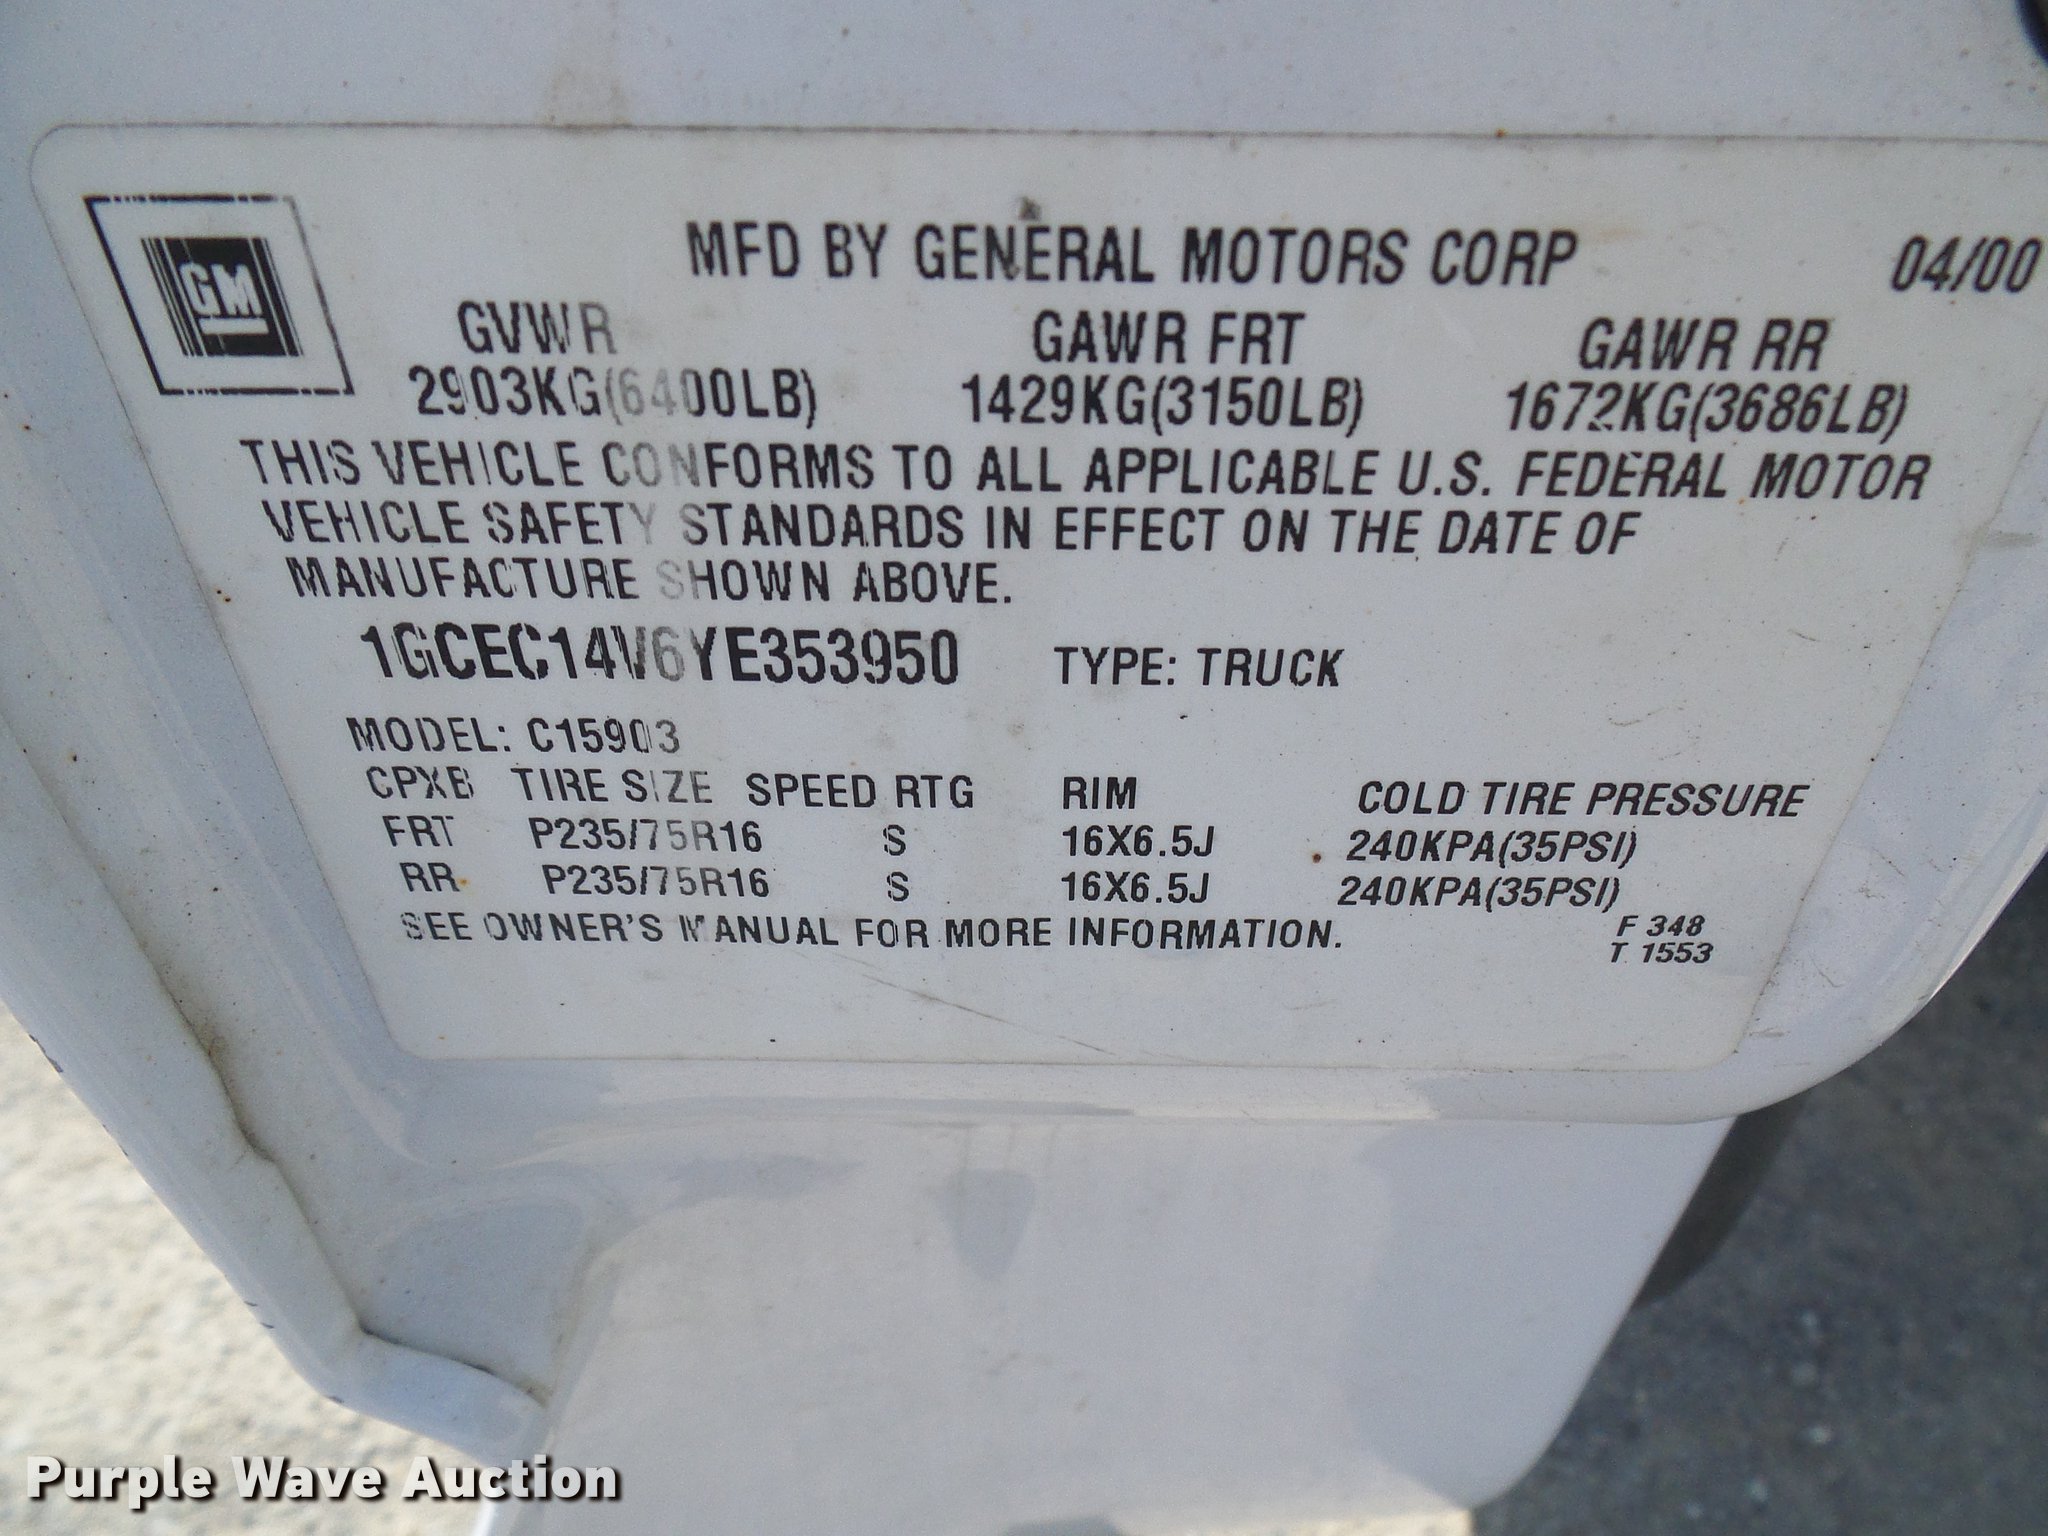 GM
MFD BY GENERAL MOTORS CORP 04/00
GVWR GAWR FRT GAWR RR
2903KG(6400LB) 1429KG(3150LB) 1672KG(3686LB)
THIS VEHICLE CONFORMS TO ALL APPLICABLE U.S. FEDERAL MOTOR
VEHICLE SAFETY STANDARDS IN EFFECT ON THE DATE OF
MANUFACTURE SHOWN ABOVE.
1GCEC14V6YE353950 TYPE: TRUCK
MODEL: C15903
CPXB TIRE SIZE SPEED RTG RIM COLD TIRE PRESSURE
FRT P235/75R16 S 16X6.5J 240KPA(35PSI)
RR P235/75R16 S 16X6.5J 240KPA(35PSI)
SEE OWNER'S MANUAL FOR MORE INFORMATION.
F 348
T 1553
Purple Wave Auction